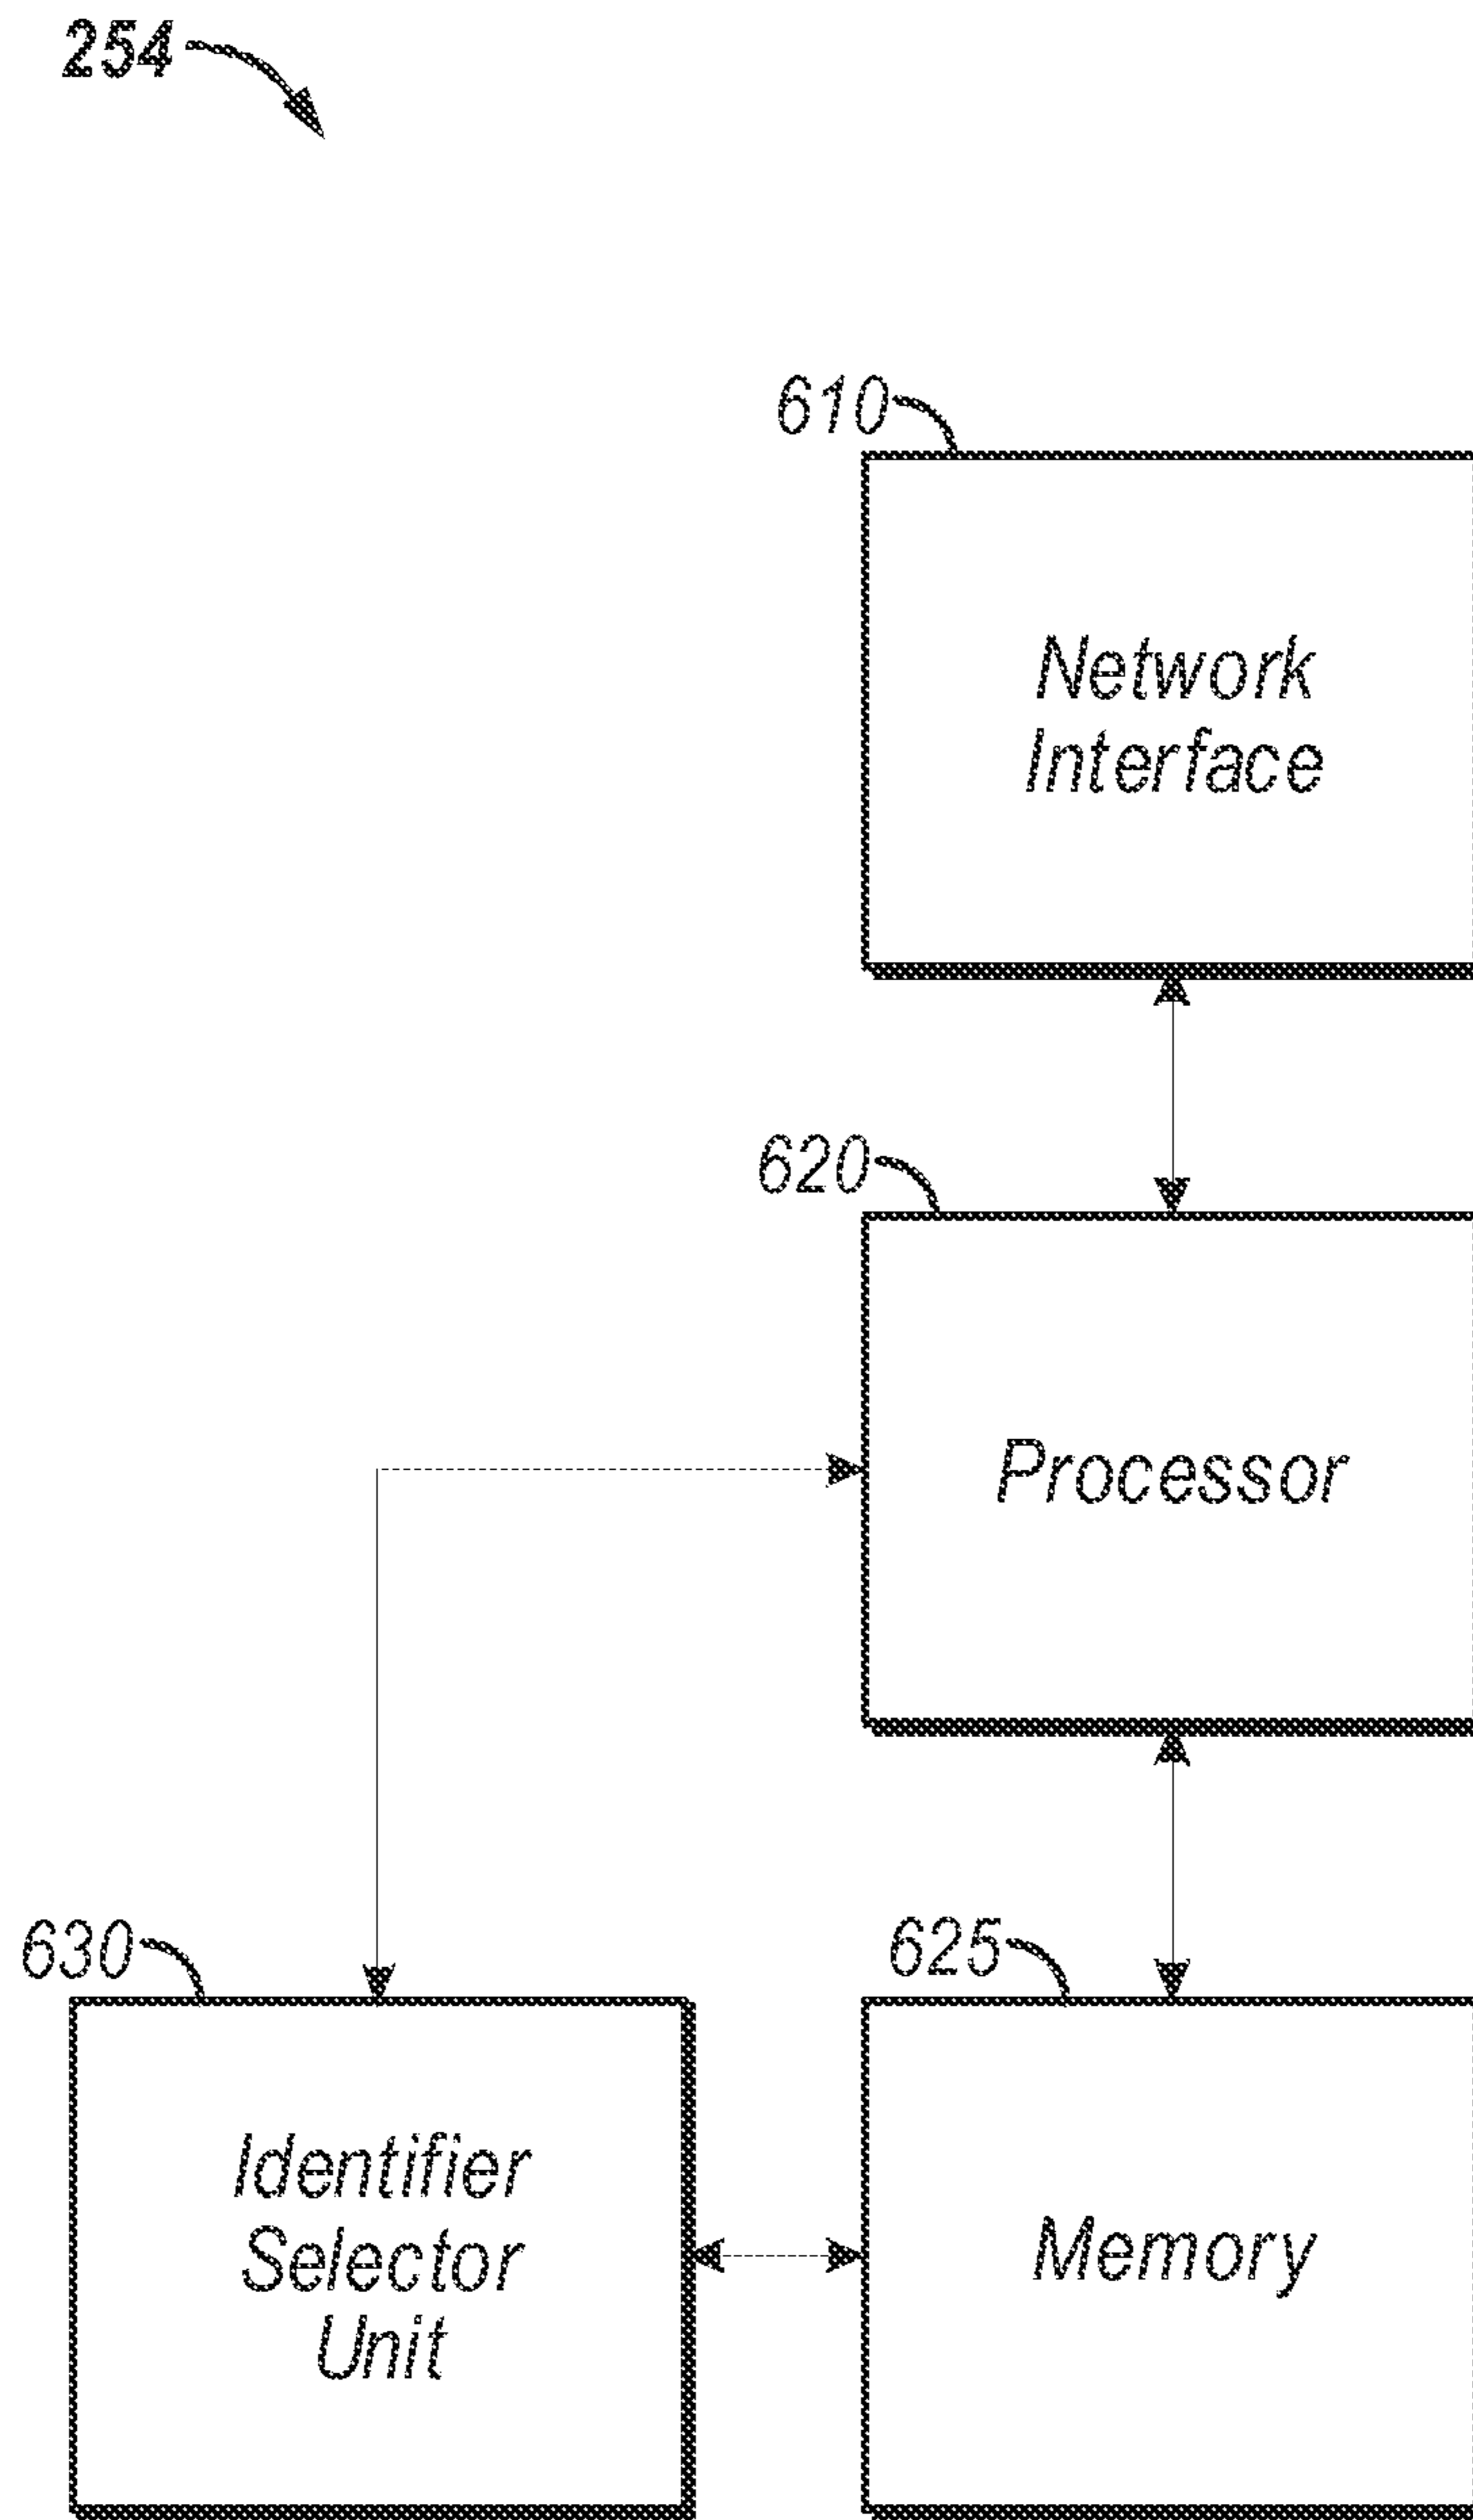 254
610
Network
Interface
620
Processor
630
625
Identifier
Selector
Unit
Memory